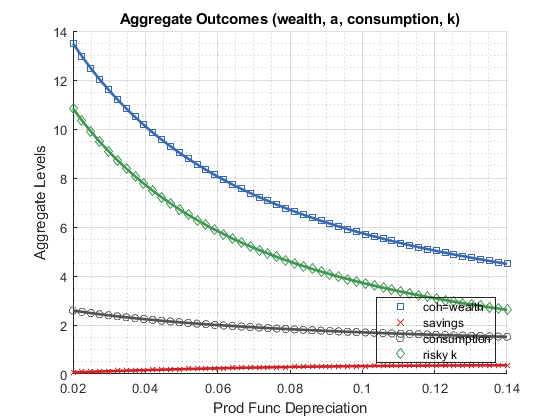 Aggregate Outcomes (wealth, a, consumption, k)
14
12
10
8
6
4
2
0
Aggregate Levels
coh=wealth
savings
consumption
risky k
0.02
0.04
0.06
0.08
0.1
0.12
0.14
Prod Func Depreciation